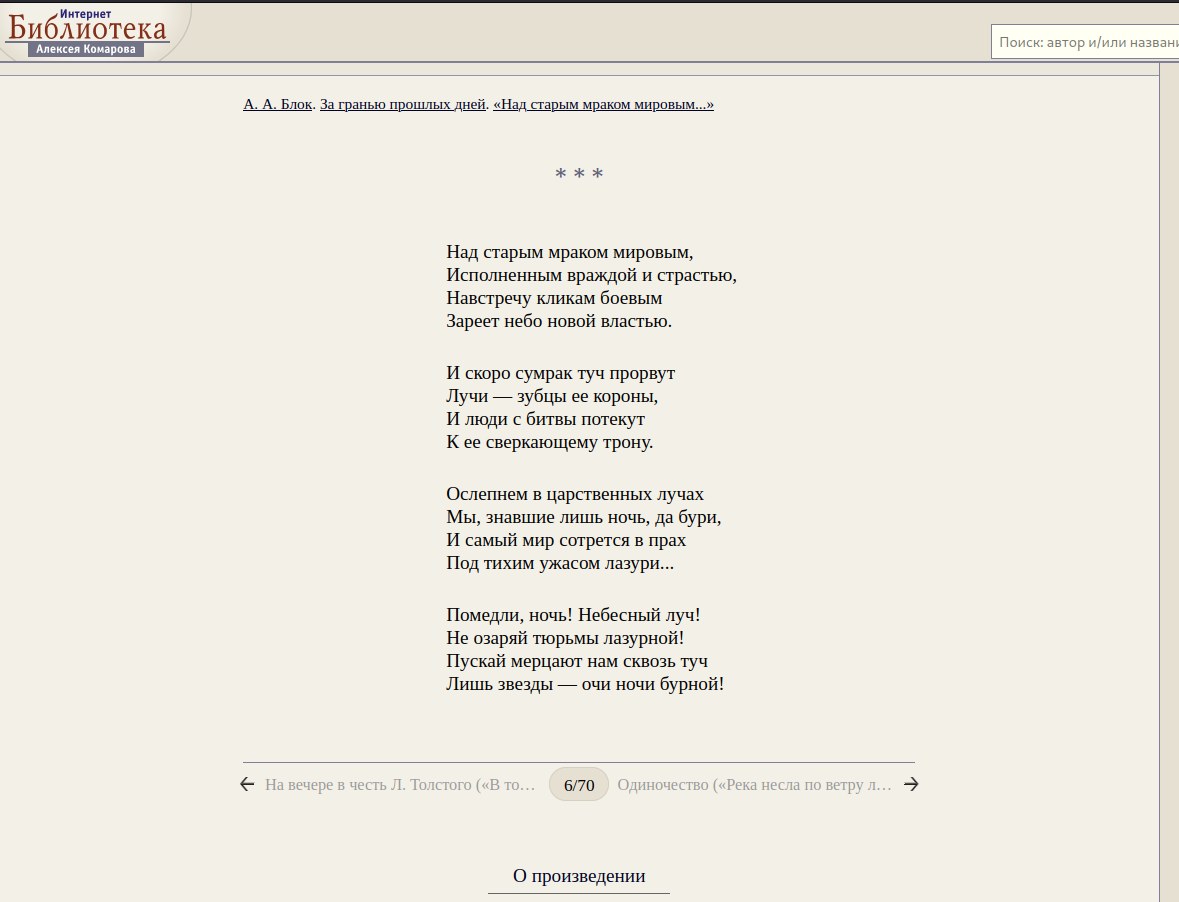 Интернет
Библиотека
Алексея Комарова
Поиск: автор и/или названи
А. А. Блок. За гранью прошлых дней. «Над старым мраком мировым...»
* * *
Над старым мраком мировым,
Исполненным враждой и страстью,
Навстречу кликам боевым
Зареет небо новой властью.
И скоро сумрак туч прорвут
Лучи — зубцы ее короны,
И люди с битвы потекут
К ее сверкающему трону.
Ослепнем в царственных лучах
Мы, знавшие лишь ночь, да бури,
И самый мир сотрется в прах
Под тихим ужасом лазури...
Помедли, ночь! Небесный луч!
Не озаряй тюрьмы лазурной!
Пускай мерцают нам сквозь туч
Лишь звезды — очи ночи бурной!
← На вечере в честь Л. Толстого («В то… 6/70 Одиночество («Река несла по ветру л… →
О произведении